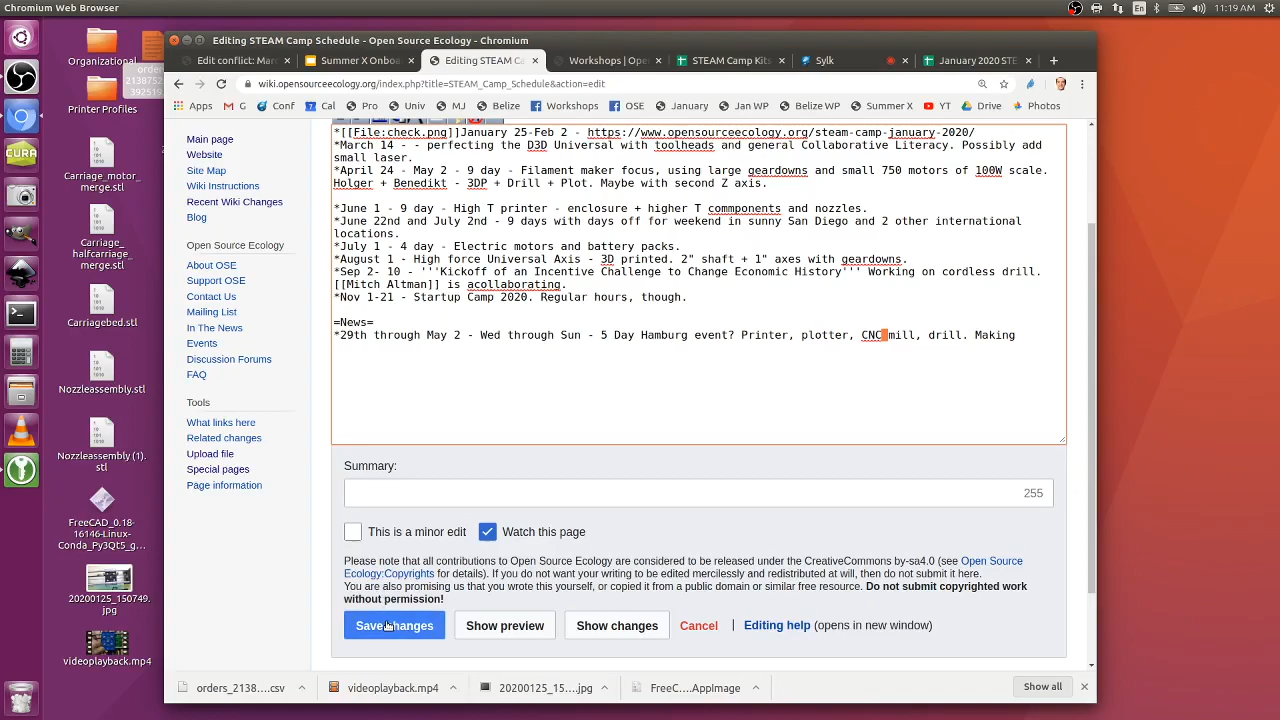 Chromium Web Browser
En
11:19 AM
Organizational
Printer Profiles
Carriage_motor_
merge.stl
Carriage_
halfcarriage_
merge.stl
Carriagebed.stl
Nozzleassembly.stl
Nozzleassembly (1).
stl
FreeCAD_0.18-
16146-Linux-
Conda_Py3Qt5_g...
20200125_150749.
jpg
videoplayback.mp4
Editing STEAM Camp Schedule - Open Source Ecology - Chromium
Edit conflict: Marc
Summer X Onbo
Editing STEAM Ca
Workshops | Ope
STEAM Camp Kits
Sylk
January 2020 STE
wiki.opensourceecology.org/index.php?title=STEAM_Camp_Schedule&action=edit
Apps
G
Conf
Cal
Pro
Univ
MJ
Belize
Workshops
OSE
January
Jan WP
Belize WP
Summer X
YT
Drive
Photos
Main page
Website
Site Map
Wiki Instructions
Recent Wiki Changes
Blog
Open Source Ecology
About OSE
Support OSE
Contact Us
Mailing List
In The News
Events
Discussion Forums
FAQ
Tools
What links here
Related changes
Upload file
Special pages
Page information
*[[File:check.png]]January 25-Feb 2 - https://www.opensourceecology.org/steam-camp-january-2020/
*March 14 - - perfecting the D3D Universal with toolheads and general Collaborative Literacy. Possibly add
small laser.
*April 24 - May 2 - 9 day - Filament maker focus, using large geardowns and small 750 motors of 100W scale.
Holger + Benedikt - 3DP + Drill + Plot. Maybe with second Z axis.
*June 1 - 9 day - High T printer - enclosure + higher T commponents and nozzles.
*June 22nd and July 2nd - 9 days with days off for weekend in sunny San Diego and 2 other international
locations.
*July 1 - 4 day - Electric motors and battery packs.
*August 1 - High force Universal Axis - 3D printed. 2" shaft + 1" axes with geardowns.
*Sep 2- 10 - '''Kickoff of an Incentive Challenge to Change Economic History''' Working on cordless drill.
[[Mitch Altman]] is acollaborating.
*Nov 1-21 - Startup Camp 2020. Regular hours, though.
=News=
*29th through May 2 - Wed through Sun - 5 Day Hamburg event? Printer, plotter, CNC mill, drill. Making
Summary:
255
This is a minor edit
Watch this page
Please note that all contributions to Open Source Ecology are considered to be released under the CreativeCommons by-sa4.0 (see Open Source
Ecology:Copyrights for details). If you do not want your writing to be edited mercilessly and redistributed at will, then do not submit it here.
You are also promising us that you wrote this yourself, or copied it from a public domain or similar free resource. Do not submit copyrighted work
without permission!
Save changes
Show preview
Show changes
Cancel
| Editing help (opens in new window)
orders_2138....csv
videoplayback.mp4
20200125_15....jpg
FreeC....AppImage
Show all